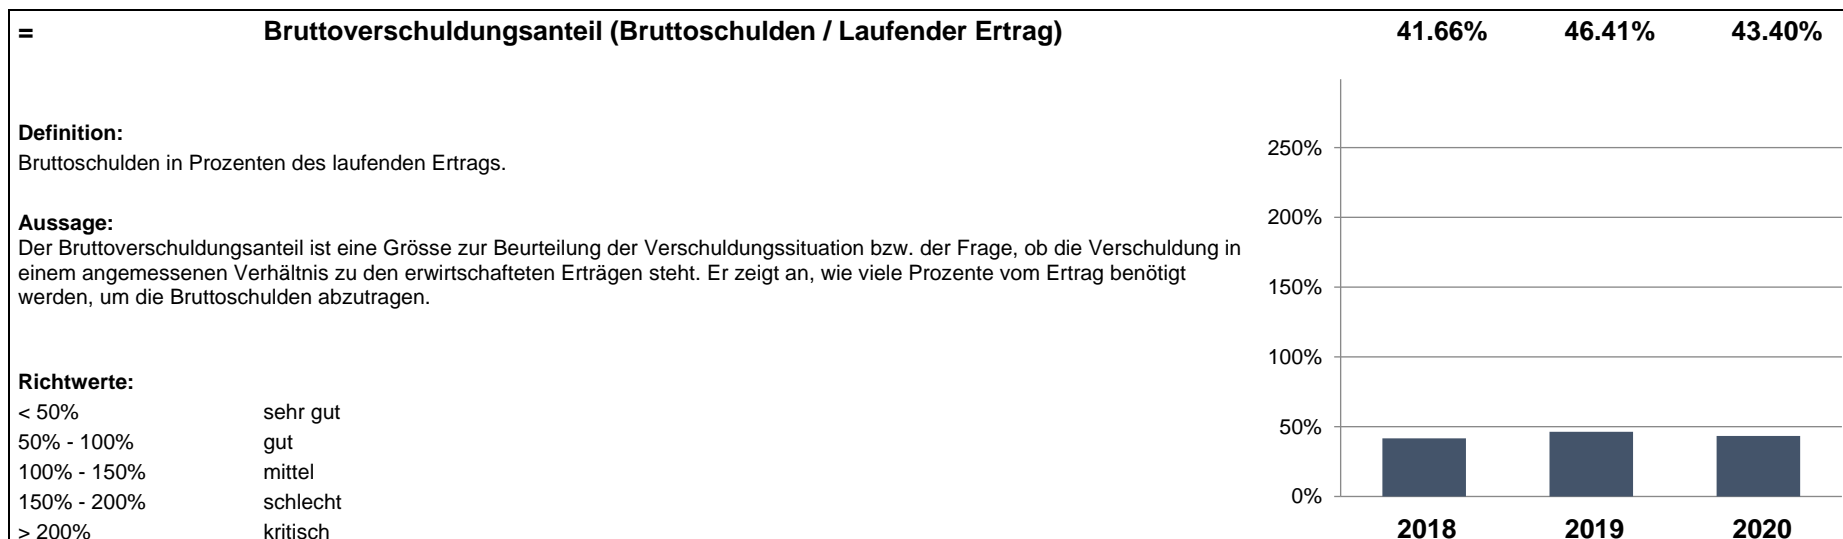 = Bruttoverschuldungsanteil (Bruttoschulden / Laufender Ertrag) 41.66% 46.41% 43.40%
Definition:
Bruttoschulden in Prozenten des laufenden Ertrags.
Aussage:
Der Bruttoverschuldungsanteil ist eine Grösse zur Beurteilung der Verschuldungssituation bzw. der Frage, ob die Verschuldung in
einem angemessenen Verhältnis zu den erwirtschafteten Erträgen steht. Er zeigt an, wie viele Prozente vom Ertrag benötigt
werden, um die Bruttoschulden abzutragen.
Richtwerte:
< 50% sehr gut
50% - 100% gut
100% - 150% mittel
150% - 200% schlecht
> 200% kritisch
250%
200%
150%
100%
50%
0%
2018 2019 2020